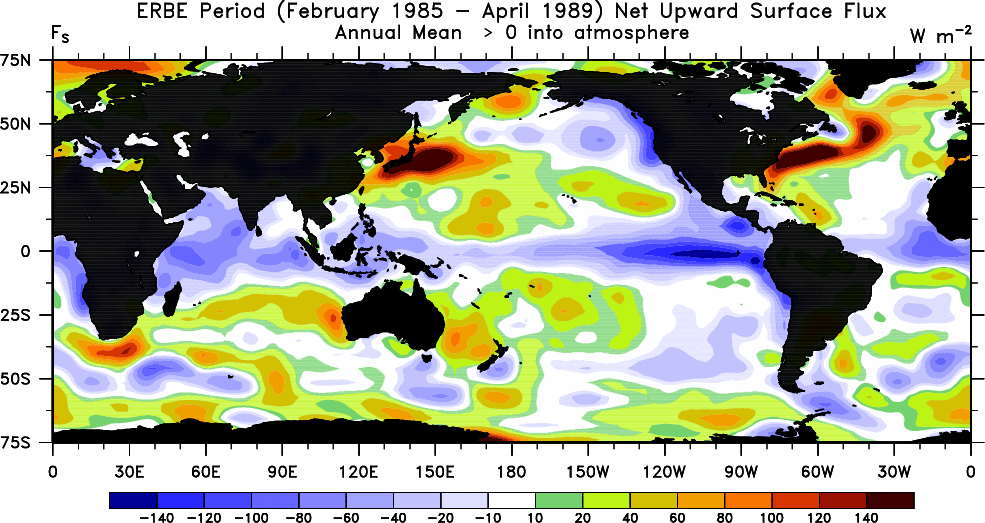 ERBE Period (February 1985 – April 1989) Net Upward Surface Flux
Fs Annual Mean > 0 into atmosphere W m⁻²
75N
50N
25N
0
25S
50S
75S
0 30E 60E 90E 120E 150E 180 150W 120W 90W 60W 30W 0
−140 −120 −100 −80 −60 −40 −20 −10 10 20 40 60 80 100 120 140